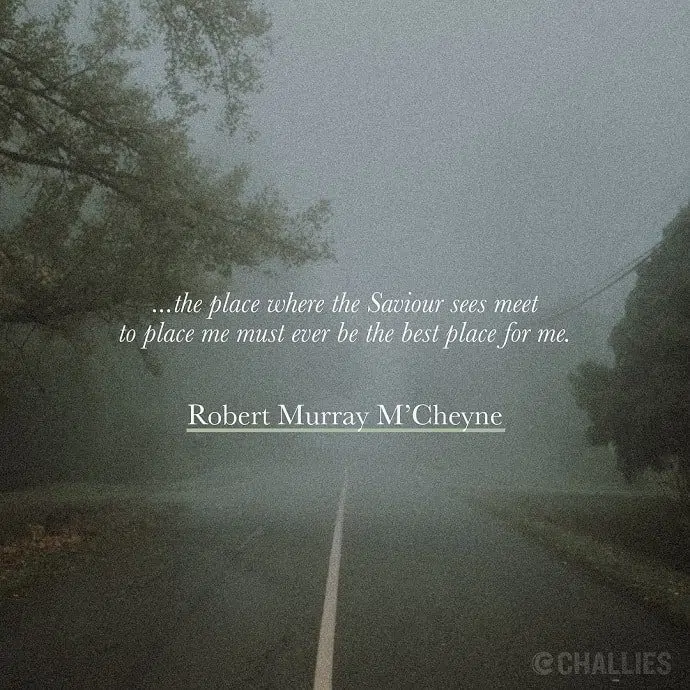 ...the place where the Saviour sees meet
to place me must ever be the best place for me.
Robert Murray M’Cheyne
@CHALLIES